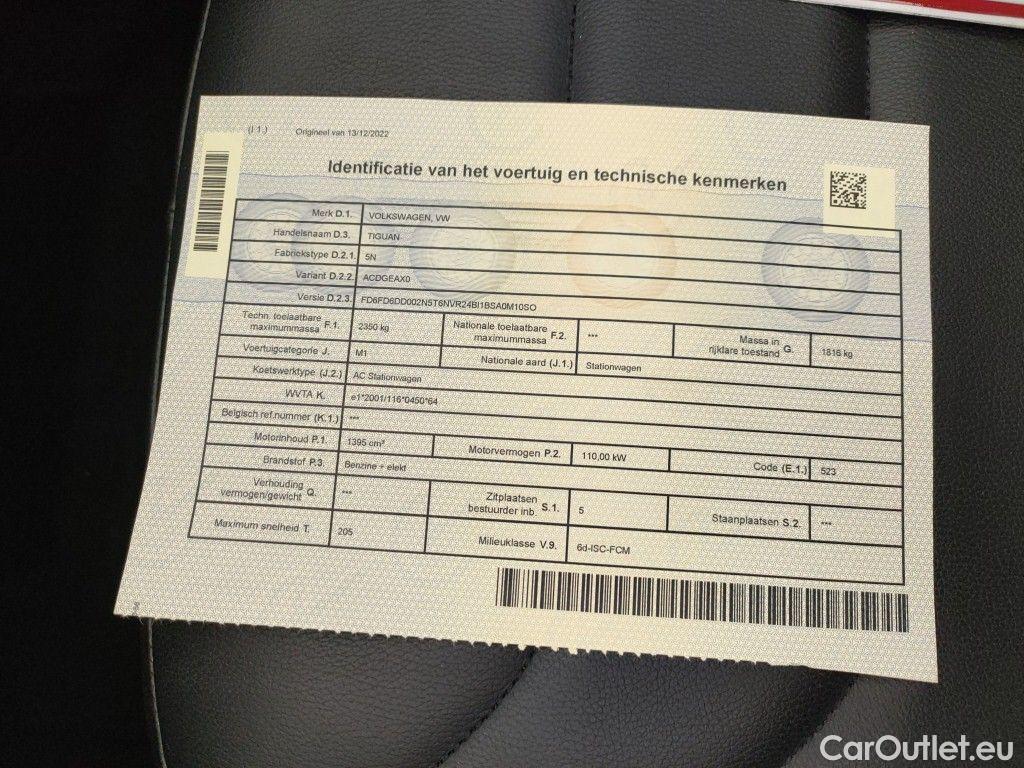 (I 1.) Origineel van 13/12/2022
Identificatie van het voertuig en technische kenmerken
Merk D.1. VOLKSWAGEN, VW
Handelsnaam D.3. TIGUAN
Fabrickstype D.2.1. 5N
Variant D.2.2. ACDGEAX0
Versie D.2.3. FD6FD6DD002N5T6NVR24BI1BSA0M10SO
Techn. toelaatbare maximummassa F.1. 2350 kg Nationale toelaatbare maximummassa F.2. *** Massa in rijklare toestand G. 1816 kg
Voertuigcategorie J. M1 Nationale aard (J.1.) Stationwagen
Koetswerktype (J.2.) AC Stationwagen
WVTA K. e1*2001/116*0450*64
Belgisch ref.nummer (K.1.) ***
Motorinhoud P.1. 1395 cm³ Motorvermogen P.2. 110,00 kW Code (E.1.) 523
Brandstof P.3. Benzine + elekt
Verhouding vermogen/gewicht Q. *** Zitplaatsen bestuurder inb. S.1. 5 Staanplaatsen S.2. ***
Maximum snelheid T. 205 Milieuklasse V.9. 6d-ISC-FCM
CarOutlet.eu